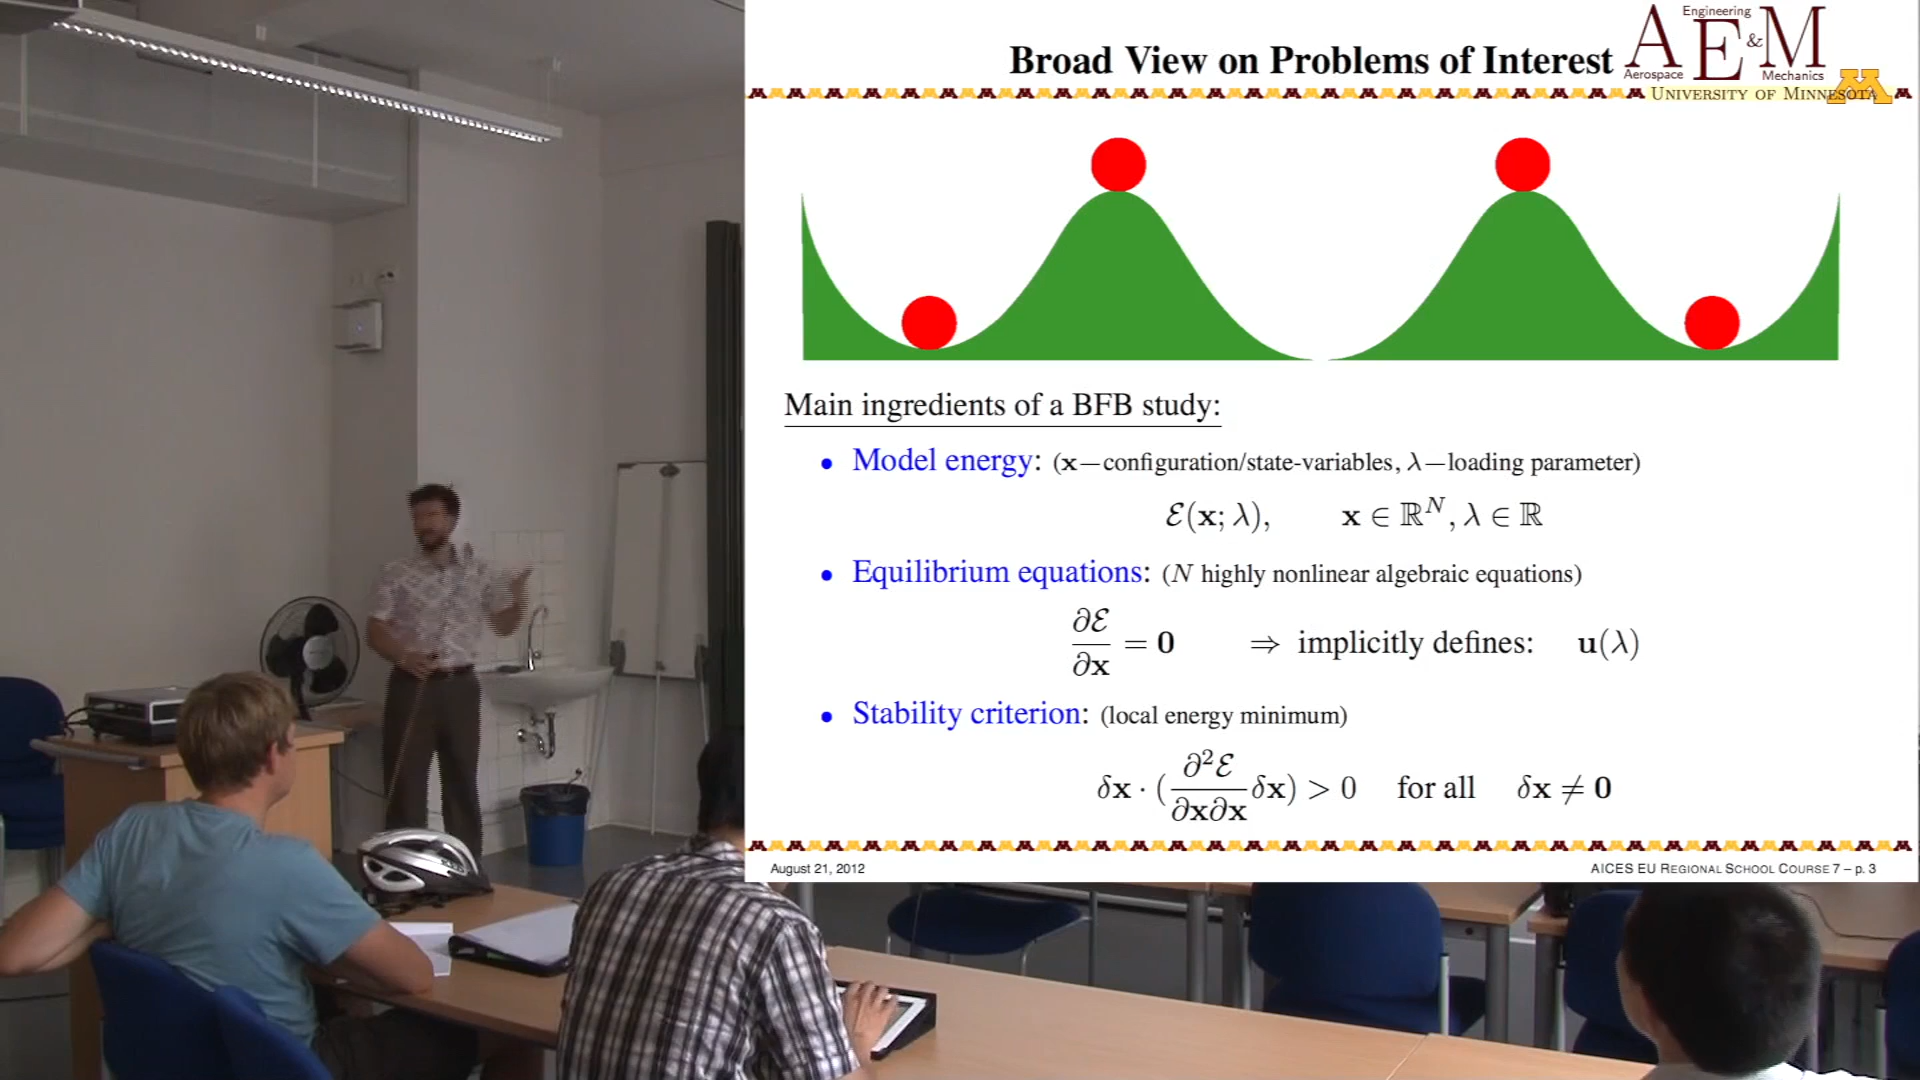 Broad View on Problems of Interest
Engineering
AE&M
Aerospace Mechanics
UNIVERSITY OF MINNESOTA
Main ingredients of a BFB study:
• Model energy: (x—configuration/state-variables, λ—loading parameter)
ℰ(x; λ), x ∈ ℝ^N, λ ∈ ℝ
• Equilibrium equations: (N highly nonlinear algebraic equations)
∂ℰ/∂x = 0 ⇒ implicitly defines: u(λ)
• Stability criterion: (local energy minimum)
δx · (∂²ℰ/∂x∂x δx) > 0 for all δx ≠ 0
August 21, 2012
AICES EU REGIONAL SCHOOL COURSE 7 – p. 3